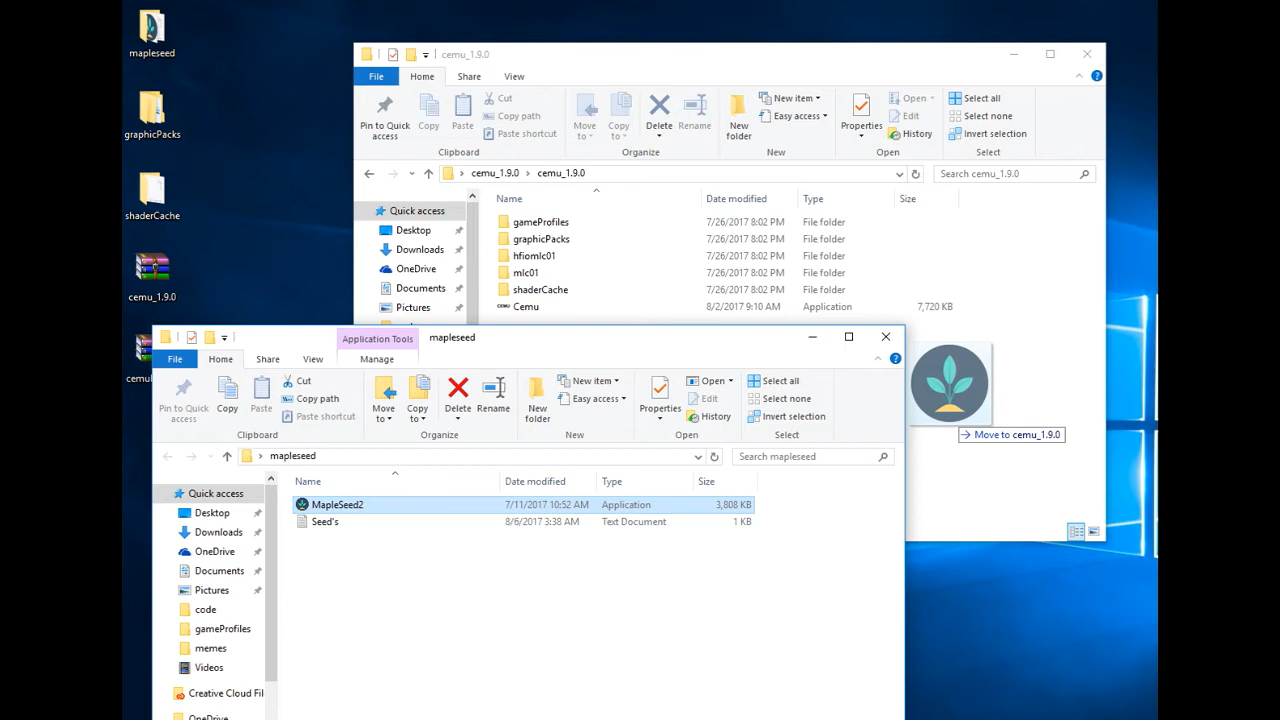 mapleseed
graphicPacks
shaderCache
cemu_1.9.0
cemu_1.9.0
File Home Share View
Pin to Quick access
Copy
Paste
Cut
Copy path
Paste shortcut
Clipboard
Move to
Copy to
Delete
Rename
Organize
New folder
New item
Easy access
New
Properties
Open
Edit
History
Open
Select all
Select none
Invert selection
Select
cemu_1.9.0 › cemu_1.9.0
Search cemu_1.9.0
Quick access
Desktop
Downloads
OneDrive
Documents
Pictures
Name Date modified Type Size
gameProfiles 7/26/2017 8:02 PM File folder
graphicPacks 7/26/2017 8:02 PM File folder
hfiomlc01 7/26/2017 8:02 PM File folder
mlc01 7/26/2017 8:02 PM File folder
shaderCache 7/26/2017 8:02 PM File folder
CEMU Cemu 8/2/2017 9:10 AM Application 7,720 KB
Move to cemu_1.9.0
Application Tools mapleseed
File Home Share View Manage
Pin to Quick access
Copy
Paste
Cut
Copy path
Paste shortcut
Clipboard
Move to
Copy to
Delete
Rename
Organize
New folder
New item
Easy access
New
Properties
Open
Edit
History
Open
Select all
Select none
Invert selection
Select
mapleseed
Search mapleseed
Quick access
Desktop
Downloads
OneDrive
Documents
Pictures
code
gameProfiles
memes
Videos
Creative Cloud Fil
OneDrive
Name Date modified Type Size
MapleSeed2 7/11/2017 10:52 AM Application 3,808 KB
Seed's 8/6/2017 3:38 AM Text Document 1 KB